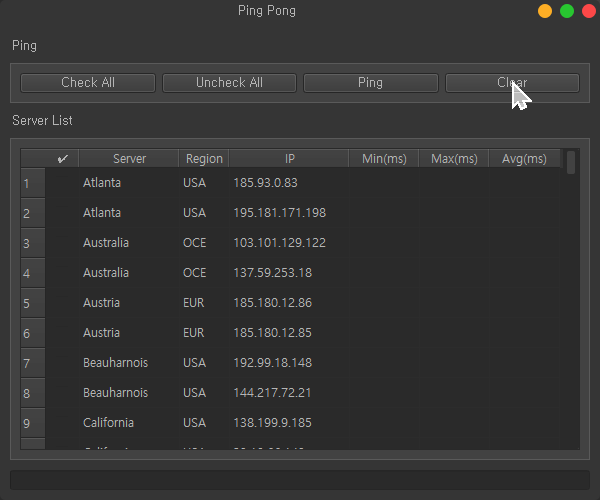 Ping Pong
Ping
Check All Uncheck All Ping Clear
Server List
✓ Server Region IP Min(ms) Max(ms) Avg(ms)
1 Atlanta USA 185.93.0.83
2 Atlanta USA 195.181.171.198
3 Australia OCE 103.101.129.122
4 Australia OCE 137.59.253.18
5 Austria EUR 185.180.12.86
6 Austria EUR 185.180.12.85
7 Beauharnois USA 192.99.18.148
8 Beauharnois USA 144.217.72.21
9 California USA 138.199.9.185